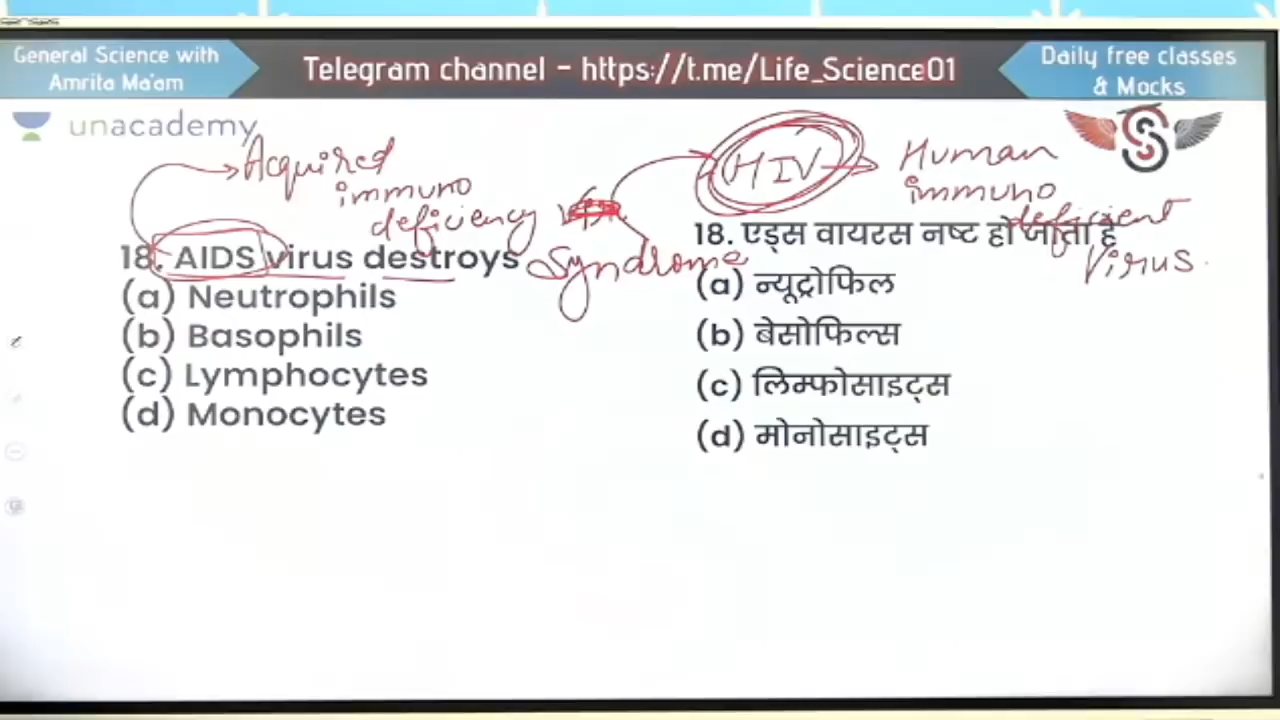 General Science with
Amrita Ma'am
Telegram channel - https://t.me/Life_Science01
Daily free classes
& Mocks
unacademy
Acquired
immuno
deficiency
Syndrome
HIV
Human
immuno
deficient
Virus.
18. AIDS virus destroys
(a) Neutrophils
(b) Basophils
(c) Lymphocytes
(d) Monocytes
18. एड्स वायरस नष्ट हो जाता है
(a) न्यूट्रोफिल
(b) बेसोफिल्स
(c) लिम्फोसाइट्स
(d) मोनोसाइट्स